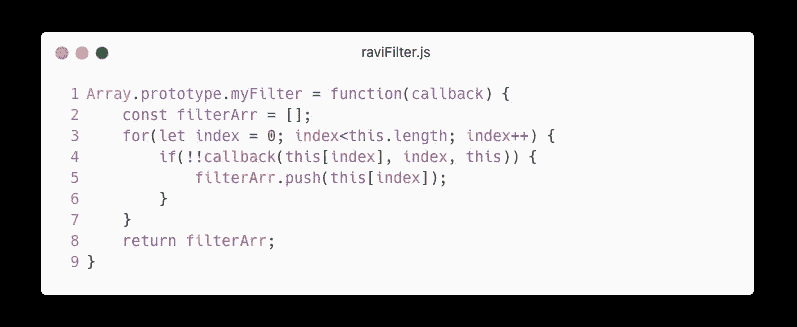 raviFilter.js
1 Array.prototype.myFilter = function(callback) {
2     const filterArr = [];
3     for(let index = 0; index<this.length; index++) {
4         if(!!callback(this[index], index, this)) {
5             filterArr.push(this[index]);
6         }
7     }
8     return filterArr;
9 }